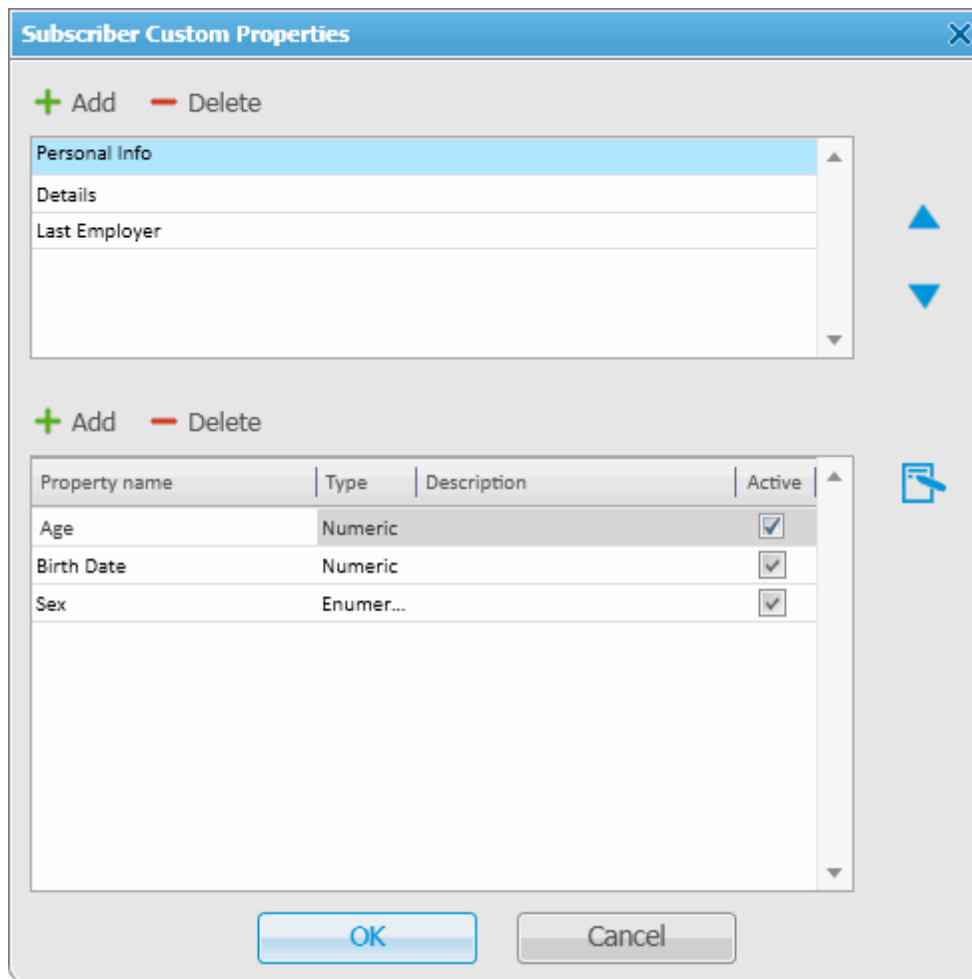 Subscriber Custom Properties
Add Delete
Personal Info
Details
Last Employer
Add Delete
Property name Type Description Active
Age Numeric
Birth Date Numeric
Sex Enumer...
OK Cancel